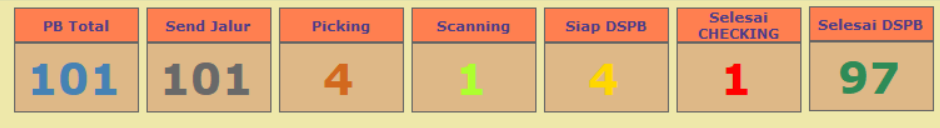 PB Total
Send Jalur
Picking
Scanning
Siap DSPB
Selesai
CHECKING
Selesai DSPB
101
101
4
1
4
1
97